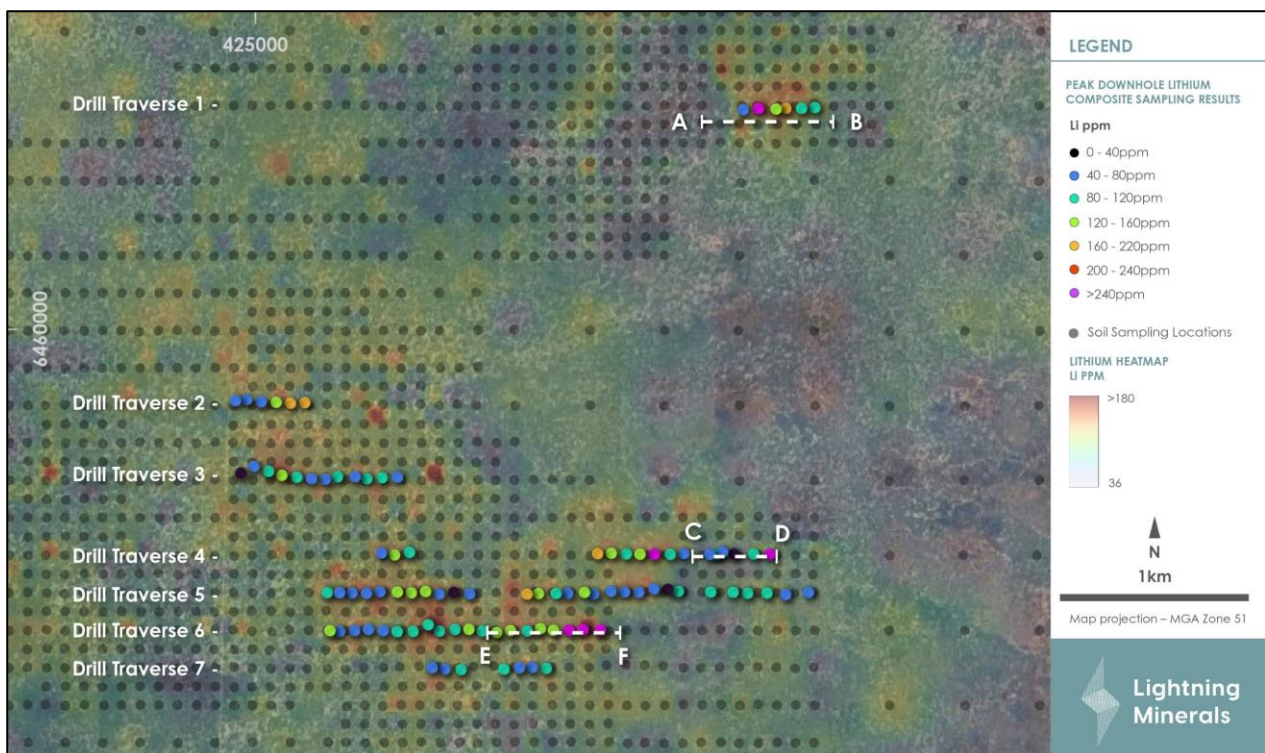 425000
6460000
Drill Traverse 1 -
A
B
Drill Traverse 2 -
Drill Traverse 3 -
Drill Traverse 4 -
C
D
Drill Traverse 5 -
Drill Traverse 6 -
E
F
Drill Traverse 7 -
LEGEND
PEAK DOWNHOLE LITHIUM
COMPOSITE SAMPLING RESULTS
Li ppm
0 - 40ppm
40 - 80ppm
80 - 120ppm
120 - 160ppm
160 - 220ppm
200 - 240ppm
>240ppm
Soil Sampling Locations
LITHIUM HEATMAP
LI PPM
>180
36
N
1km
Map projection – MGA Zone 51
Lightning
Minerals